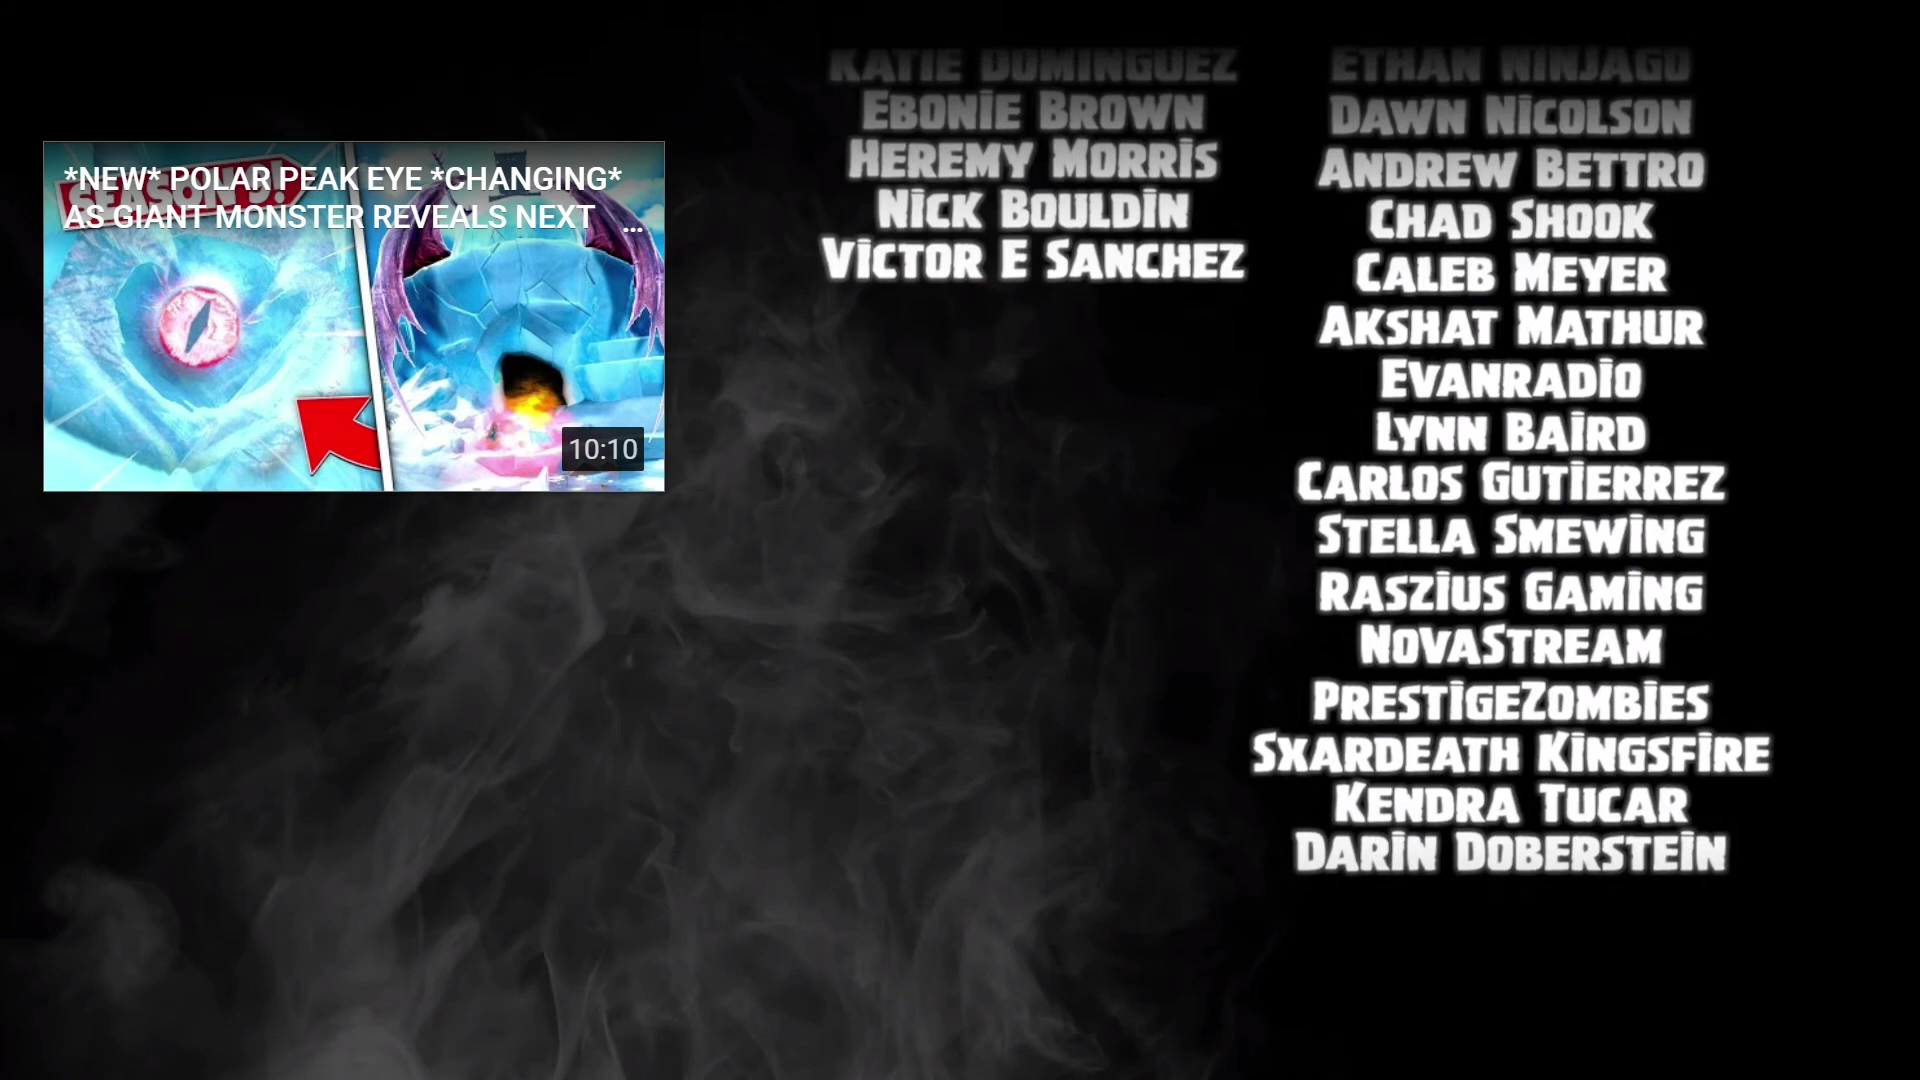 *NEW* POLAR PEAK EYE *CHANGING*
AS GIANT MONSTER REVEALS NEXT ...
SEASON 9!
10:10
KATIE DOMINGUEZ
EBONIE BROWN
HEREMY MORRIS
NICK BOULDIN
VICTOR E SANCHEZ
ETHAN NINJAGO
DAWN NICOLSON
ANDREW BETTRO
CHAD SHOOK
CALEB MEYER
AKSHAT MATHUR
EVANRADIO
LYNN BAIRD
CARLOS GUTIERREZ
STELLA SMEWING
RASZIUS GAMING
NOVASTREAM
PRESTIGEZOMBIES
SXARDEATH KINGSFIRE
KENDRA TUCAR
DARIN DOBERSTEIN